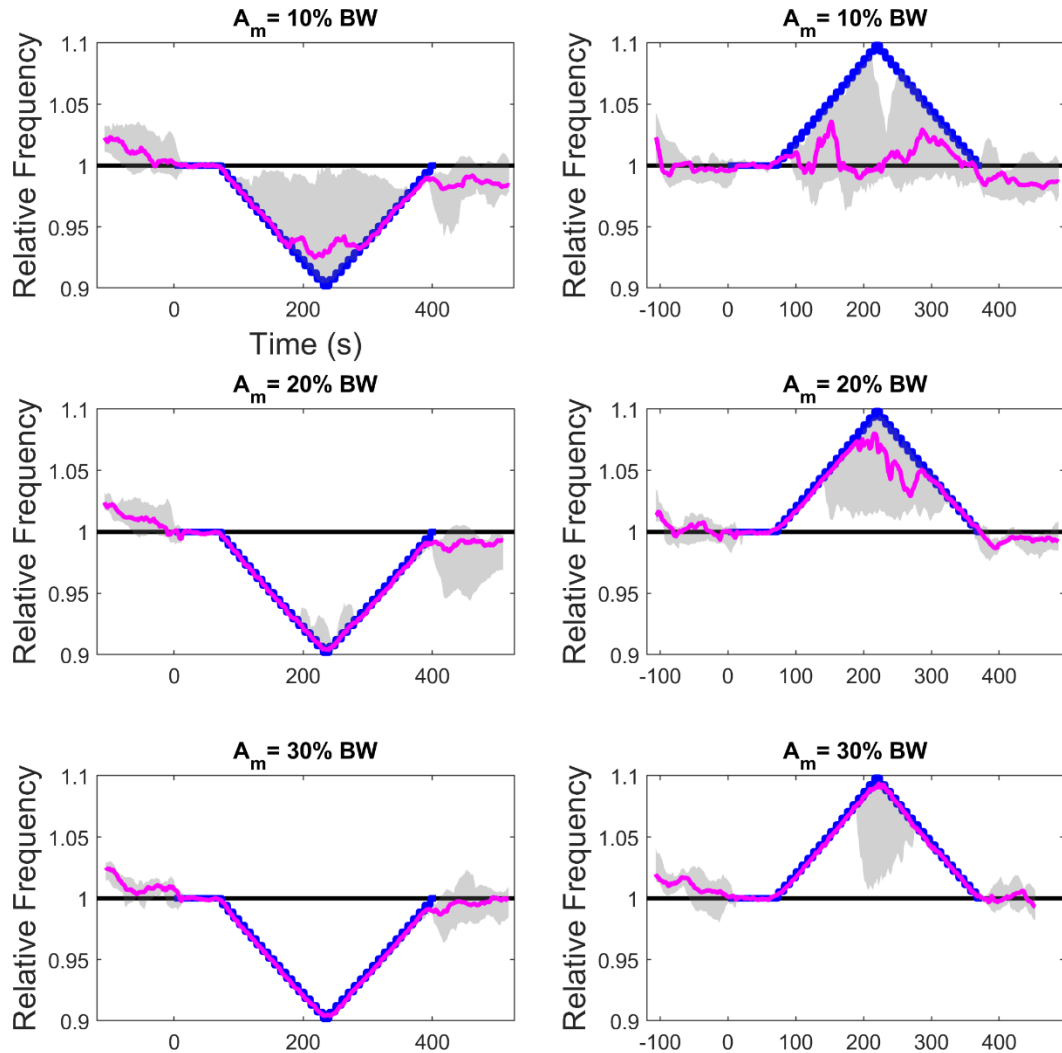 A_m= 10% BW
Relative Frequency
1.1
1.05
1
0.95
0.9
0 200 400
Time (s)
A_m= 10% BW
Relative Frequency
1.1
1.05
1
0.95
0.9
-100 0 100 200 300 400
A_m= 20% BW
Relative Frequency
1.1
1.05
1
0.95
0.9
0 200 400
A_m= 20% BW
Relative Frequency
1.1
1.05
1
0.95
0.9
-100 0 100 200 300 400
A_m= 30% BW
Relative Frequency
1.1
1.05
1
0.95
0.9
0 200 400
A_m= 30% BW
Relative Frequency
1.1
1.05
1
0.95
0.9
-100 0 100 200 300 400